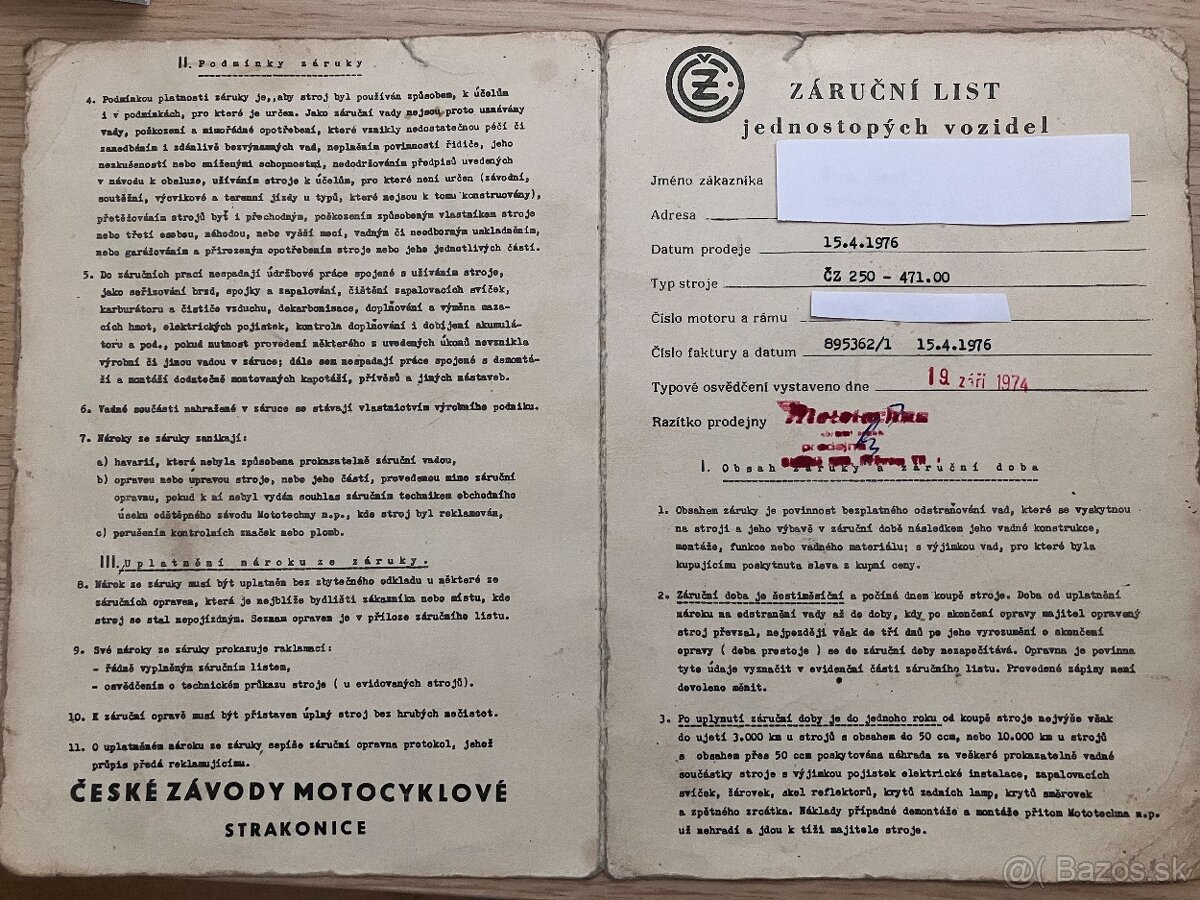 II. Podmínky záruky
4. Podmínkou platnosti záruky je,,aby stroj byl používán způsobem, k účelům
i v podmínkách, pro které je určen. Jako záruční vady nejsou proto uznávány
vady, poškození a mimořádné opotřebení, které vznikly nedostatečnou péčí či
zanedbáním i zdánlivě bezvýznamných vad, neplněním povinností řidiče, jeho
nezkušeností nebo sníženými schopnostmi, nedodržováním předpisů uvedených
v návodu k obsluze, užíváním stroje k účelům, pro které není určen (závodní,
soutěžní, výcvikové a terenní jízdy u typů, které nejsou k tomu konstruovány),
přetěžováním strojů byť i přechodným, poškozením způsobeným vlastníkem stroje
nebo třetí osobou, náhodou, nebo vyšší mocí, vadným či neodborným uskladněním,
nebo garážováním a přirozeným opotřebením stroje nebo jeho jednotlivých částí.
5. Do záručních prací nespadají údržbové práce spojené s užíváním stroje,
jako seřizování brzd, spojky a zapalování, čištění zapalovacích svíček,
karburátoru a čističe vzduchu, dekarbonisace, doplňování a výměna maza-
cích hmot, elektrických pojistek, kontrola doplňování i dobíjení akumulá-
toru a pod., pokud nutnost provedení některého z uvedených úkonů nevznikla
výrobní či jinou vadou v záruce; dále sem nespadají práce spojené s demontá-
ží a montáží dodatečně montovaných kapotáží, přívěsů a jiných nástaveb.
6. Vadné součásti nahražené v záruce se stávají vlastnictvím výrobního podniku.
7. Nároky ze záruky zanikají:
a) havarií, která nebyla způsobena prokazatelně záruční vadou,
b) opravou nebo úpravou stroje, nebo jeho částí, provedenou mimo záruční
opravnu, pokud k ní nebyl vydán souhlas záručním technikem obchodního
úseku odštěpného závodu Mototechny n.p., kde stroj byl reklamován,
c) porušením kontrolních značek nebo plomb.
III. Uplatnění nároku ze záruky.
8. Nárok ze záruky musí být uplatněn bez zbytečného odkladu u některé ze
záručních opraven, která je nejblíže bydlišti zákazníka nebo místu, kde
stroj se stal nepojízdným. Seznam opraven je v příloze záručního listu.
9. Své nároky ze záruky prokazuje raklamací:
- řádně vyplněným záručním listem,
- osvědčením o technickém průkazu stroje ( u evidovaných strojů).
10. K záruční opravě musí být přistaven úplný stroj bez hrubých nečistot.
11. O uplatněném nároku ze záruky sepíše záruční opravna protokol, jehož
průpis předá reklamujícímu.
ČESKÉ ZÁVODY MOTOCYKLOVÉ
STRAKONICE
ČZ
ZÁRUČNÍ LIST
jednostopých vozidel
Jméno zákazníka
Adresa
Datum prodeje 15.4.1976
Typ stroje ČZ 250 - 471.00
Číslo motoru a rámu
Číslo faktury a datum 895362/1 15.4.1976
Typové osvědčení vystaveno dne 19. září 1974
Razítko prodejny Mototechna
prodejna
I. Obsah záruky a záruční doba
1. Obsahem záruky je povinnost bezplatného odstraňování vad, které se vyskytnou
na stroji a jeho výbavě v záruční době následkem jeho vadné konstrukce,
montáže, funkce nebo vadného materiálu; s výjimkou vad, pro které byla
kupujícímu poskytnuta sleva z kupní ceny.
2. Záruční doba je šestiměsíční a počíná dnem koupě stroje. Doba od uplatnění
nároku na odstranění vady až do doby, kdy po skončení opravy majitel opravený
stroj převzal, nejpezději však do tří dnů po jeho vyrozumění o skončení
opravy ( doba prostoje ) se do záruční doby nezapečítává. Opravna je povinna
tyto údaje vyznačit v evidenční části záručního listu. Provedené zápisy není
dovoleno měnit.
3. Po uplynutí záruční doby je do jednoho roku od koupě stroje nejvýše však
do ujetí 3.000 km u strojů s obsahem do 50 ccm, nebo 10.000 km u strojů
s obsahem přes 50 ccm poskytována náhrada za veškeré prokazatelně vadné
součástky stroje s výjimkou pojistek elektrické instalace, zapalovacích
svíček, žárovek, skel reflektorů, krytů zadních lamp, krytů směrovek
a zpětného zrcátka. Náklady případné demontáže a montáže přitom Mototechna n.p.
už nehradí a jdou k tíži majitele stroje.
@( Bazos.sk